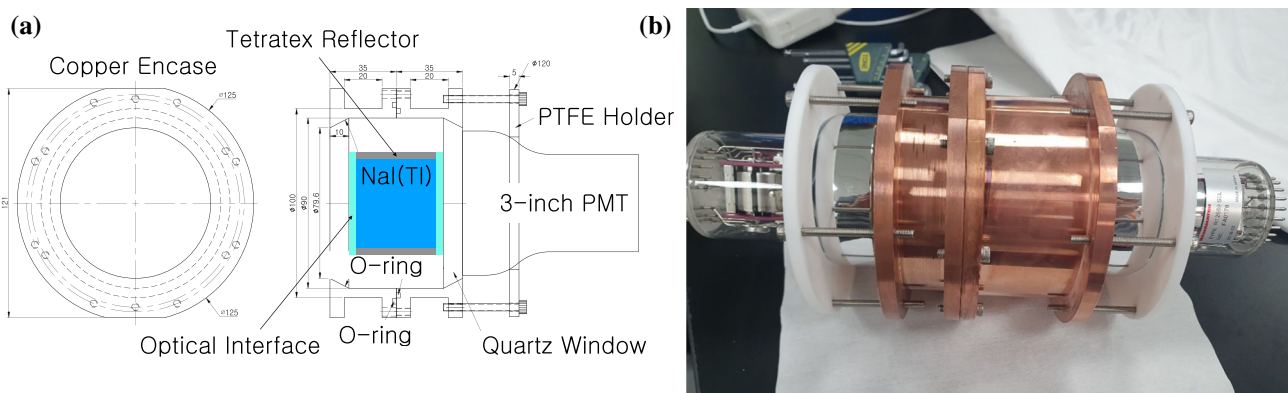 (a)
Tetratex Reflector
Copper Encase
ø125
121
ø125
35
35
20
20
5
ø120
PTFE Holder
10
NaI(Tl)
3-inch PMT
ø100
ø90
ø79.6
O-ring
O-ring
Optical Interface
Quartz Window
(b)